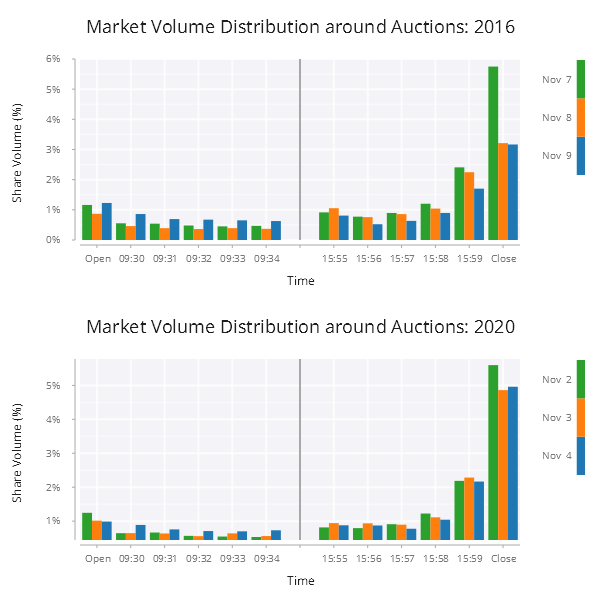 Market Volume Distribution around Auctions: 2016
Share Volume (%)
6%
5%
4%
3%
2%
1%
0%
Open 09:30 09:31 09:32 09:33 09:34 15:55 15:56 15:57 15:58 15:59 Close
Time
Nov 7
Nov 8
Nov 9
Market Volume Distribution around Auctions: 2020
Share Volume (%)
5%
4%
3%
2%
1%
Open 09:30 09:31 09:32 09:33 09:34 15:55 15:56 15:57 15:58 15:59 Close
Time
Nov 2
Nov 3
Nov 4